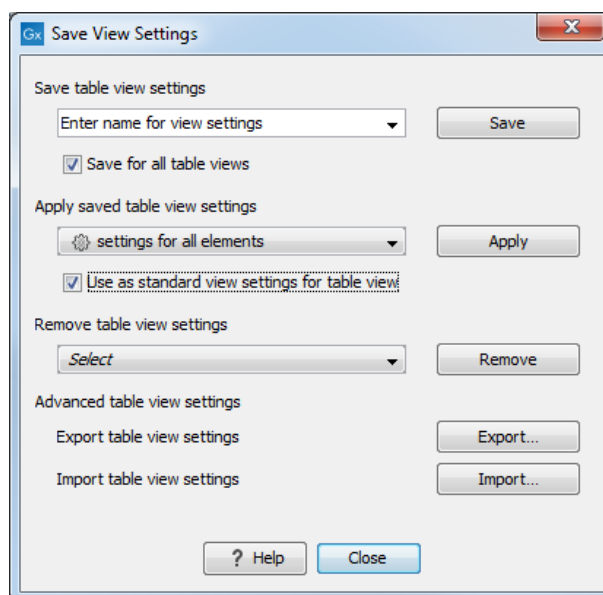 Gx Save View Settings
Save table view settings
Enter name for view settings
Save
Save for all table views
Apply saved table view settings
settings for all elements
Apply
Use as standard view settings for table view
Remove table view settings
Select
Remove
Advanced table view settings
Export table view settings
Export...
Import table view settings
Import...
? Help
Close